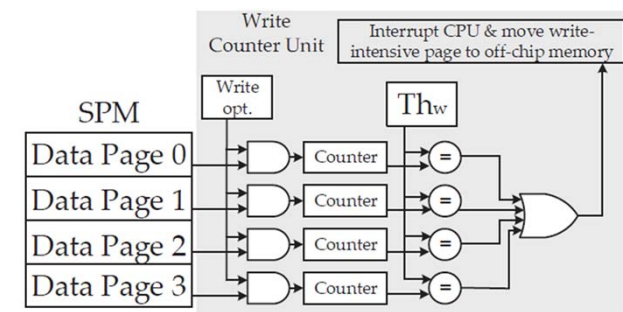 Write
Counter Unit
Interrupt CPU & move write-
intensive page to off-chip memory
Write
opt.
Thw
SPM
Data Page 0
Counter
=
Data Page 1
Counter
=
Data Page 2
Counter
=
Data Page 3
Counter
=